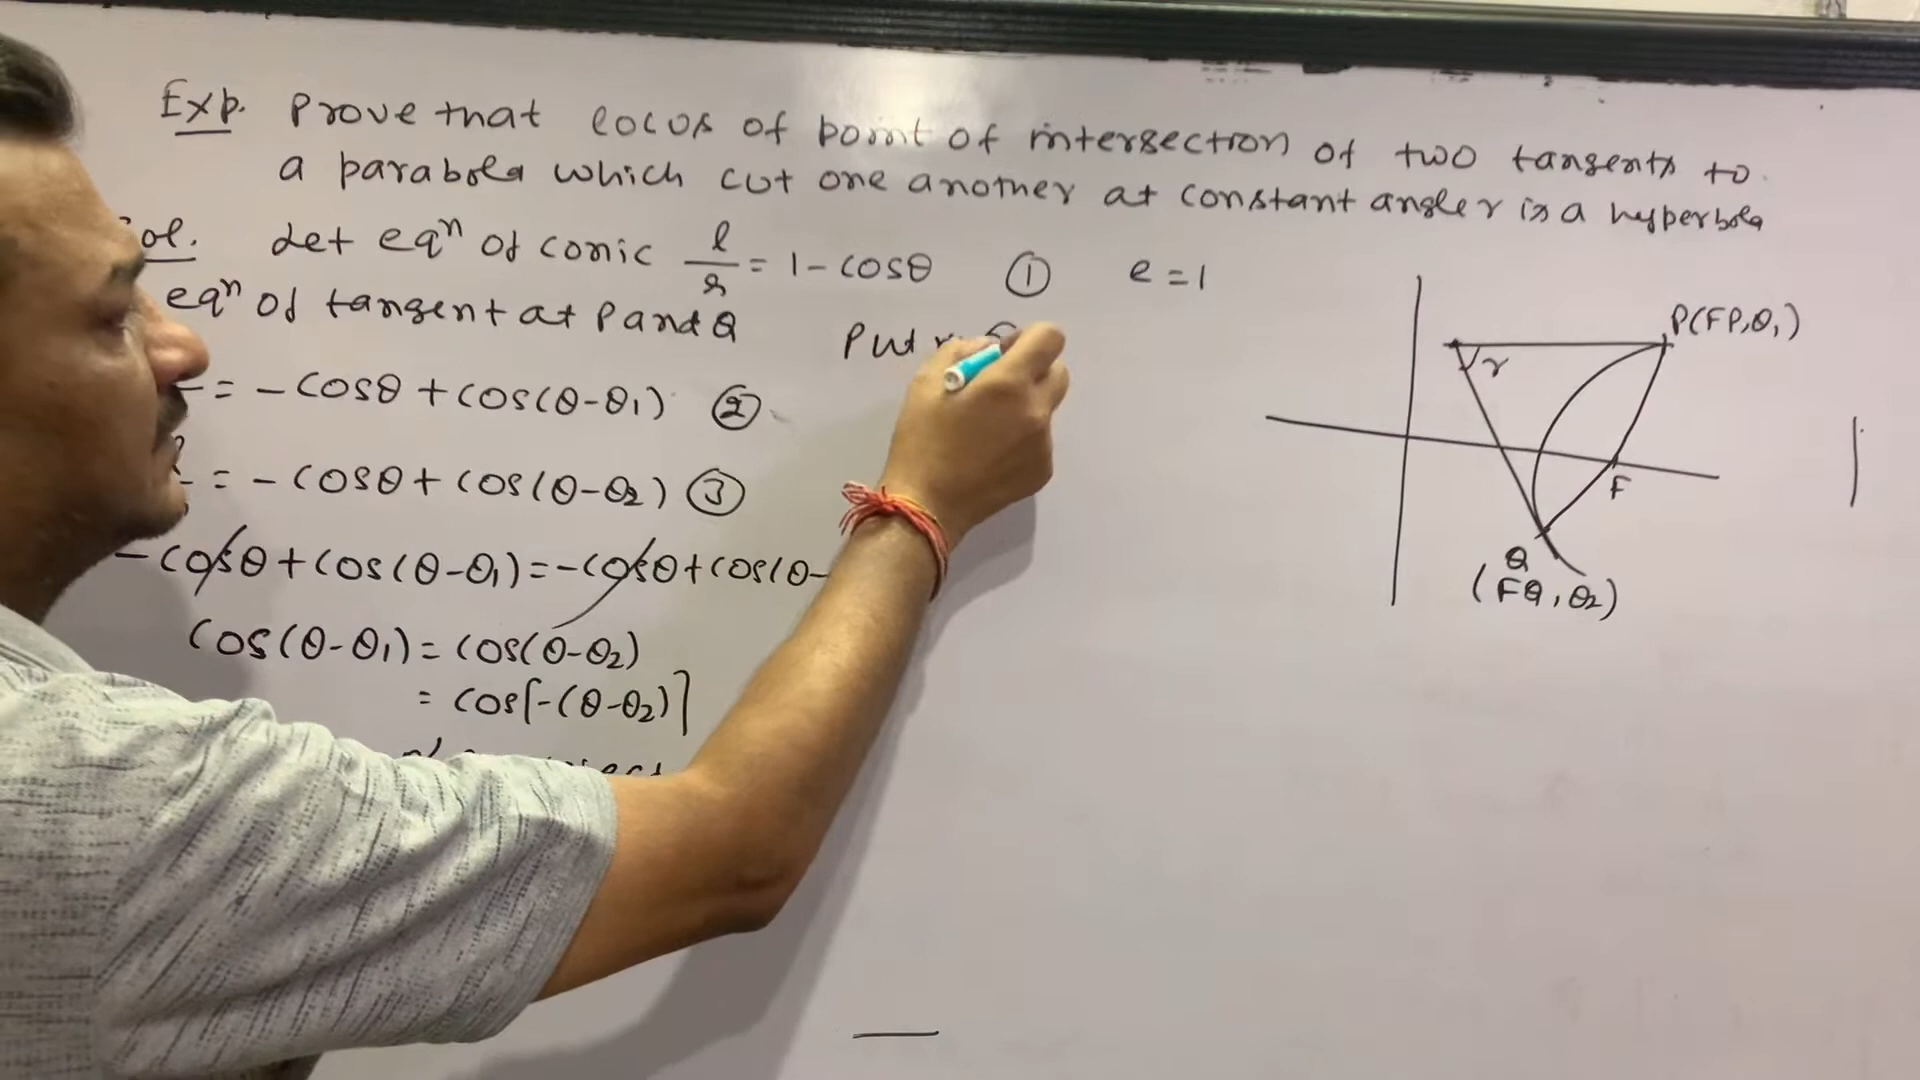 Exp. Prove that locus of point of intersection of two tangents to
a parabola which cut one another at constant angle γ is a hyperbola
ol. Let eqⁿ of conic l/r = 1 - cosθ ① e = 1
eqⁿ of tangent at P and Q
Put
= -cosθ + cos(θ-θ₁) ②
= -cosθ + cos(θ-θ₂) ③
-cosθ + cos(θ-θ₁) = -cosθ + cos(θ-
cos(θ-θ₁) = cos(θ-θ₂)
= cos[-(θ-θ₂)]
P(FP,θ₁)
γ
F
Q
(FQ, θ₂)